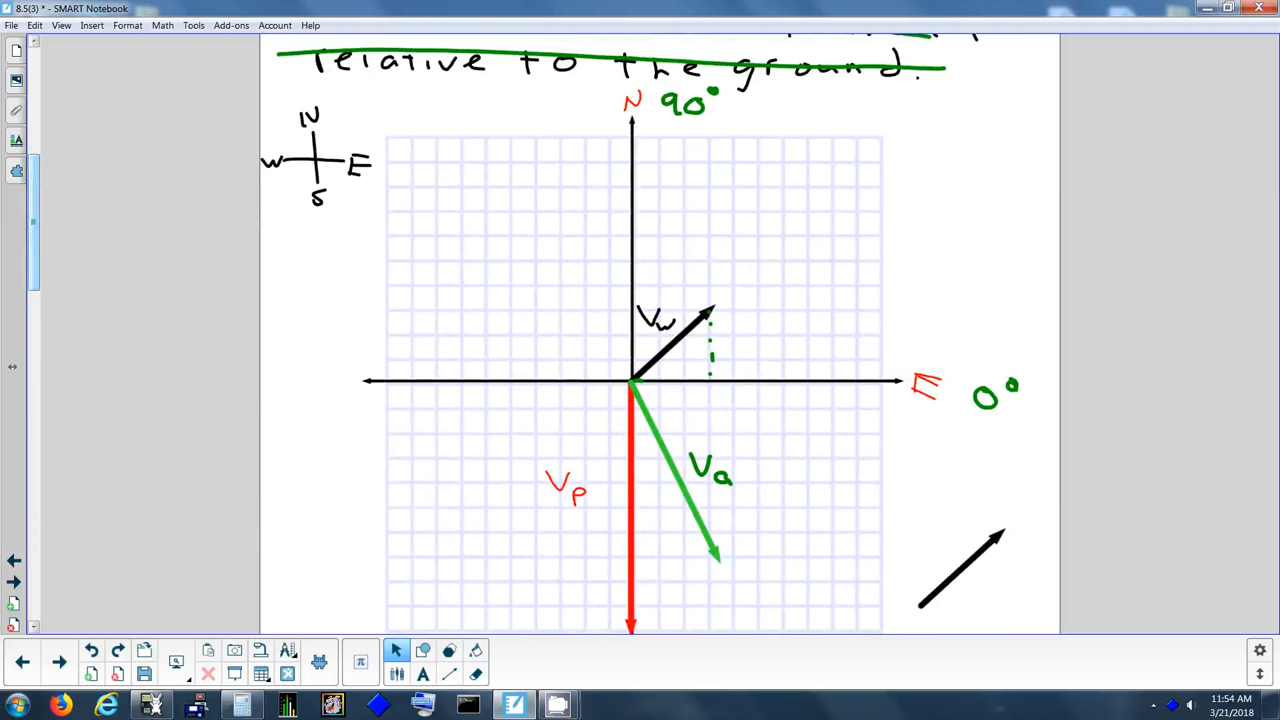 8.5(3) * - SMART Notebook
File Edit View Insert Format Math Tools Add-ons Account Help
relative to the ground.
N 90°
N
W E
S
Vw
E 0°
Va
Vp
π
11:54 AM
3/21/2018